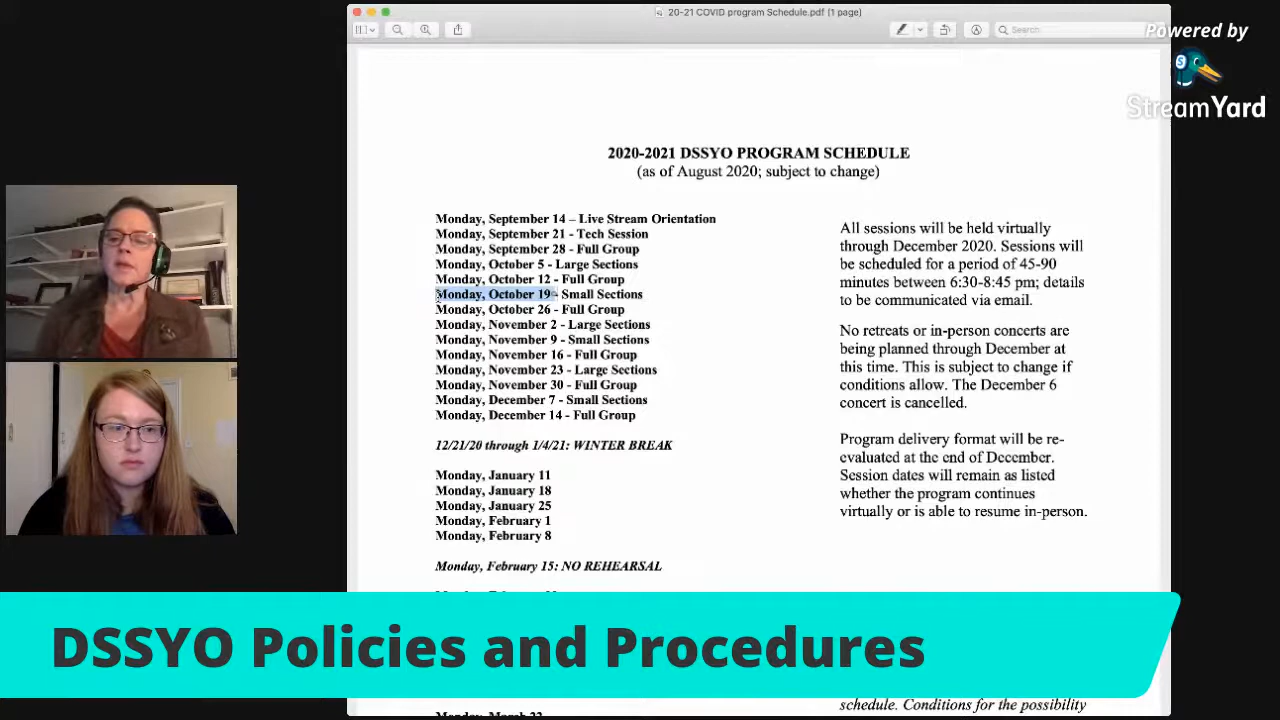 20-21 COVID program Schedule.pdf (1 page)
Search
Powered by
StreamYard
2020-2021 DSSYO PROGRAM SCHEDULE
(as of August 2020; subject to change)
Monday, September 14 – Live Stream Orientation
Monday, September 21 - Tech Session
Monday, September 28 - Full Group
Monday, October 5 - Large Sections
Monday, October 12 - Full Group
Monday, October 19 - Small Sections
Monday, October 26 - Full Group
Monday, November 2 - Large Sections
Monday, November 9 - Small Sections
Monday, November 16 - Full Group
Monday, November 23 - Large Sections
Monday, November 30 - Full Group
Monday, December 7 - Small Sections
Monday, December 14 - Full Group
12/21/20 through 1/4/21: WINTER BREAK
Monday, January 11
Monday, January 18
Monday, January 25
Monday, February 1
Monday, February 8
Monday, February 15: NO REHEARSAL
All sessions will be held virtually
through December 2020. Sessions will
be scheduled for a period of 45-90
minutes between 6:30-8:45 pm; details
to be communicated via email.
No retreats or in-person concerts are
being planned through December at
this time. This is subject to change if
conditions allow. The December 6
concert is cancelled.
Program delivery format will be re-
evaluated at the end of December.
Session dates will remain as listed
whether the program continues
virtually or is able to resume in-person.
DSSYO Policies and Procedures
schedule. Conditions for the possibility
Monday, March 22